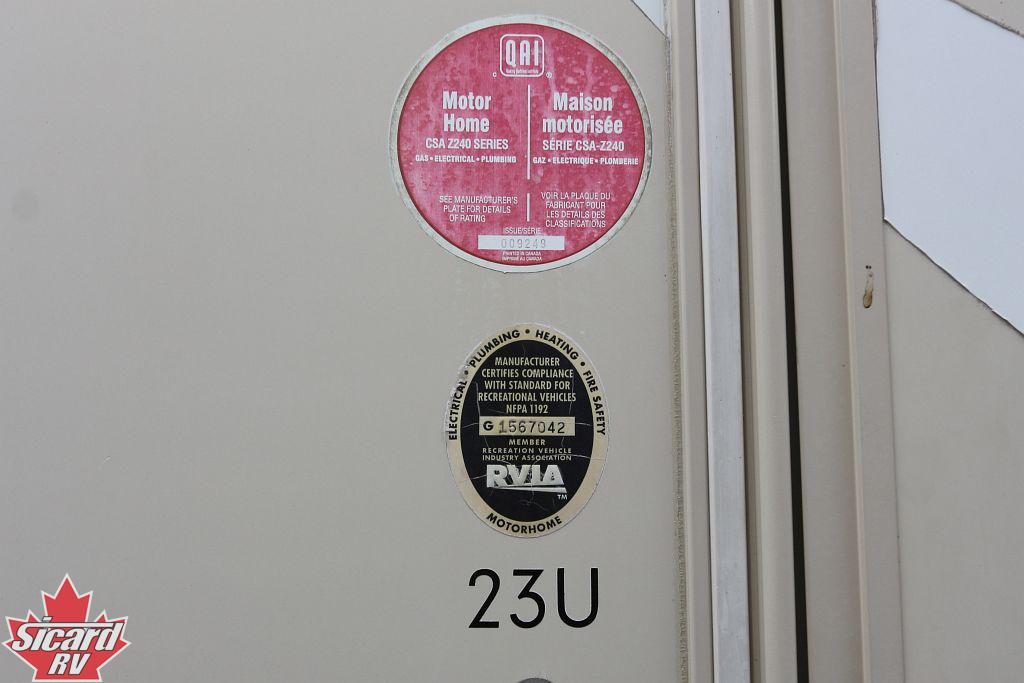 QAI
Motor
Home
CSA Z240 SERIES
GAS • ELECTRICAL • PLUMBING
SEE MANUFACTURER'S
PLATE FOR DETAILS
OF RATING
Maison
motorisée
SÉRIE CSA-Z240
GAZ • ELECTRIQUE • PLOMBERIE
VOIR LA PLAQUE DU
FABRICANT POUR
LES DETAILS DES
CLASSIFICATIONS
ISSUE/SÉRIE
009249
PRINTED IN CANADA
IMPRIMÉ AU CANADA
ELECTRICAL • PLUMBING • HEATING • FIRE SAFETY
MANUFACTURER
CERTIFIES COMPLIANCE
WITH STANDARD FOR
RECREATIONAL VEHICLES
NFPA 1192
G 1567042
MEMBER
RECREATION VEHICLE
INDUSTRY ASSOCIATION
RVIA
TM
MOTORHOME
23U
Sicard
RV